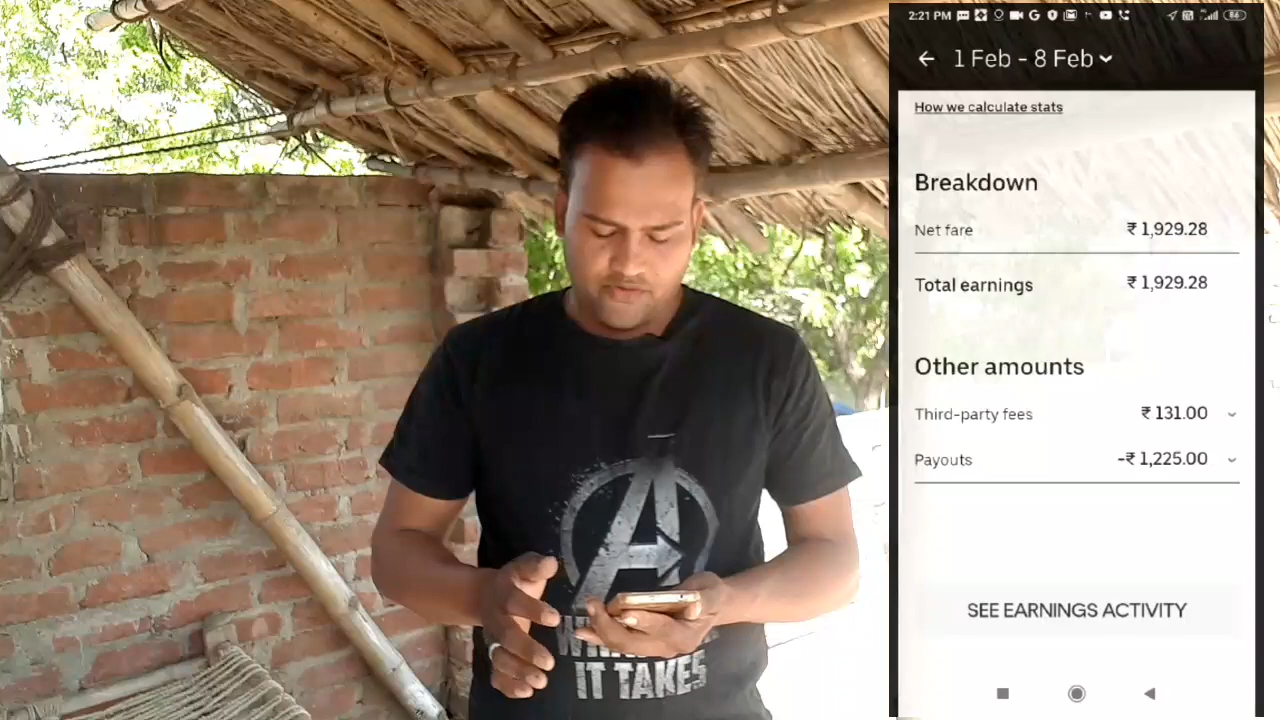 2:21 PM
84
1 Feb - 8 Feb
How we calculate stats
Breakdown
Net fare ₹ 1,929.28
Total earnings ₹ 1,929.28
Other amounts
Third-party fees ₹ 131.00
Payouts -₹ 1,225.00
SEE EARNINGS ACTIVITY
IT TAKES